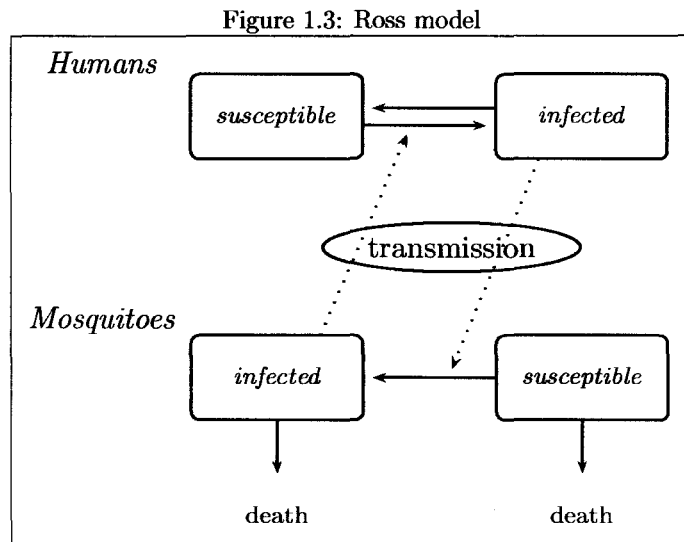 Figure 1.3: Ross model
Humans
susceptible
infected
transmission
Mosquitoes
infected
susceptible
death
death